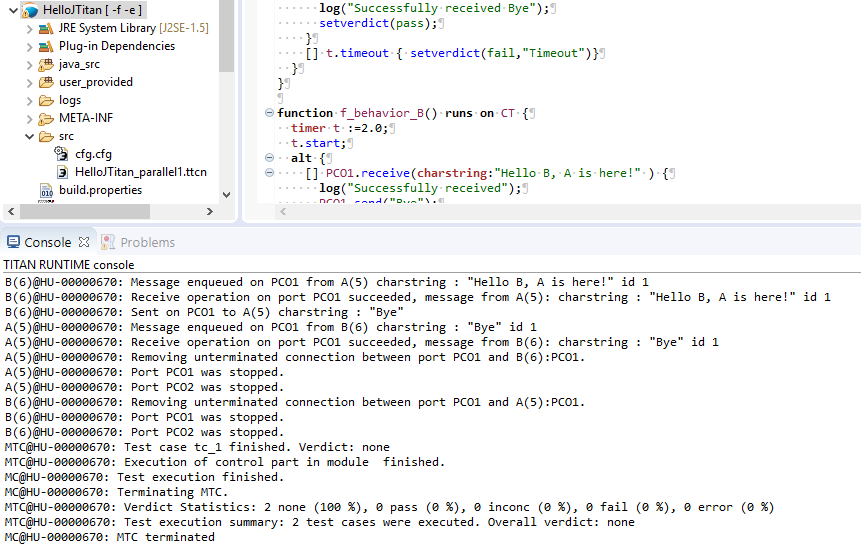 HelloJTitan [ -f -e ]
JRE System Library [J2SE-1.5]
Plug-in Dependencies
java_src
user_provided
logs
META-INF
src
cfg.cfg
HelloJTitan_parallel1.ttcn
build.properties
log("Successfully received Bye");
setverdict(pass);
}
[] t.timeout { setverdict(fail,"Timeout")}
}
}
function f_behavior_B() runs on CT {
timer t :=2.0;
t.start;
alt {
[] PCO1.receive(charstring:"Hello B, A is here!" ) {
log("Successfully received");
PCO1.send("Bye");
Console
Problems
TITAN RUNTIME console
B(6)@HU-00000670: Message enqueued on PCO1 from A(5) charstring : "Hello B, A is here!" id 1
B(6)@HU-00000670: Receive operation on port PCO1 succeeded, message from A(5): charstring : "Hello B, A is here!" id 1
B(6)@HU-00000670: Sent on PCO1 to A(5) charstring : "Bye"
A(5)@HU-00000670: Message enqueued on PCO1 from B(6) charstring : "Bye" id 1
A(5)@HU-00000670: Receive operation on port PCO1 succeeded, message from B(6): charstring : "Bye" id 1
A(5)@HU-00000670: Removing unterminated connection between port PCO1 and B(6):PCO1.
A(5)@HU-00000670: Port PCO1 was stopped.
A(5)@HU-00000670: Port PCO2 was stopped.
B(6)@HU-00000670: Removing unterminated connection between port PCO1 and A(5):PCO1.
B(6)@HU-00000670: Port PCO1 was stopped.
B(6)@HU-00000670: Port PCO2 was stopped.
MTC@HU-00000670: Test case tc_1 finished. Verdict: none
MTC@HU-00000670: Execution of control part in module  finished.
MC@HU-00000670: Test execution finished.
MC@HU-00000670: Terminating MTC.
MTC@HU-00000670: Verdict Statistics: 2 none (100 %), 0 pass (0 %), 0 inconc (0 %), 0 fail (0 %), 0 error (0 %)
MTC@HU-00000670: Test execution summary: 2 test cases were executed. Overall verdict: none
MC@HU-00000670: MTC terminated